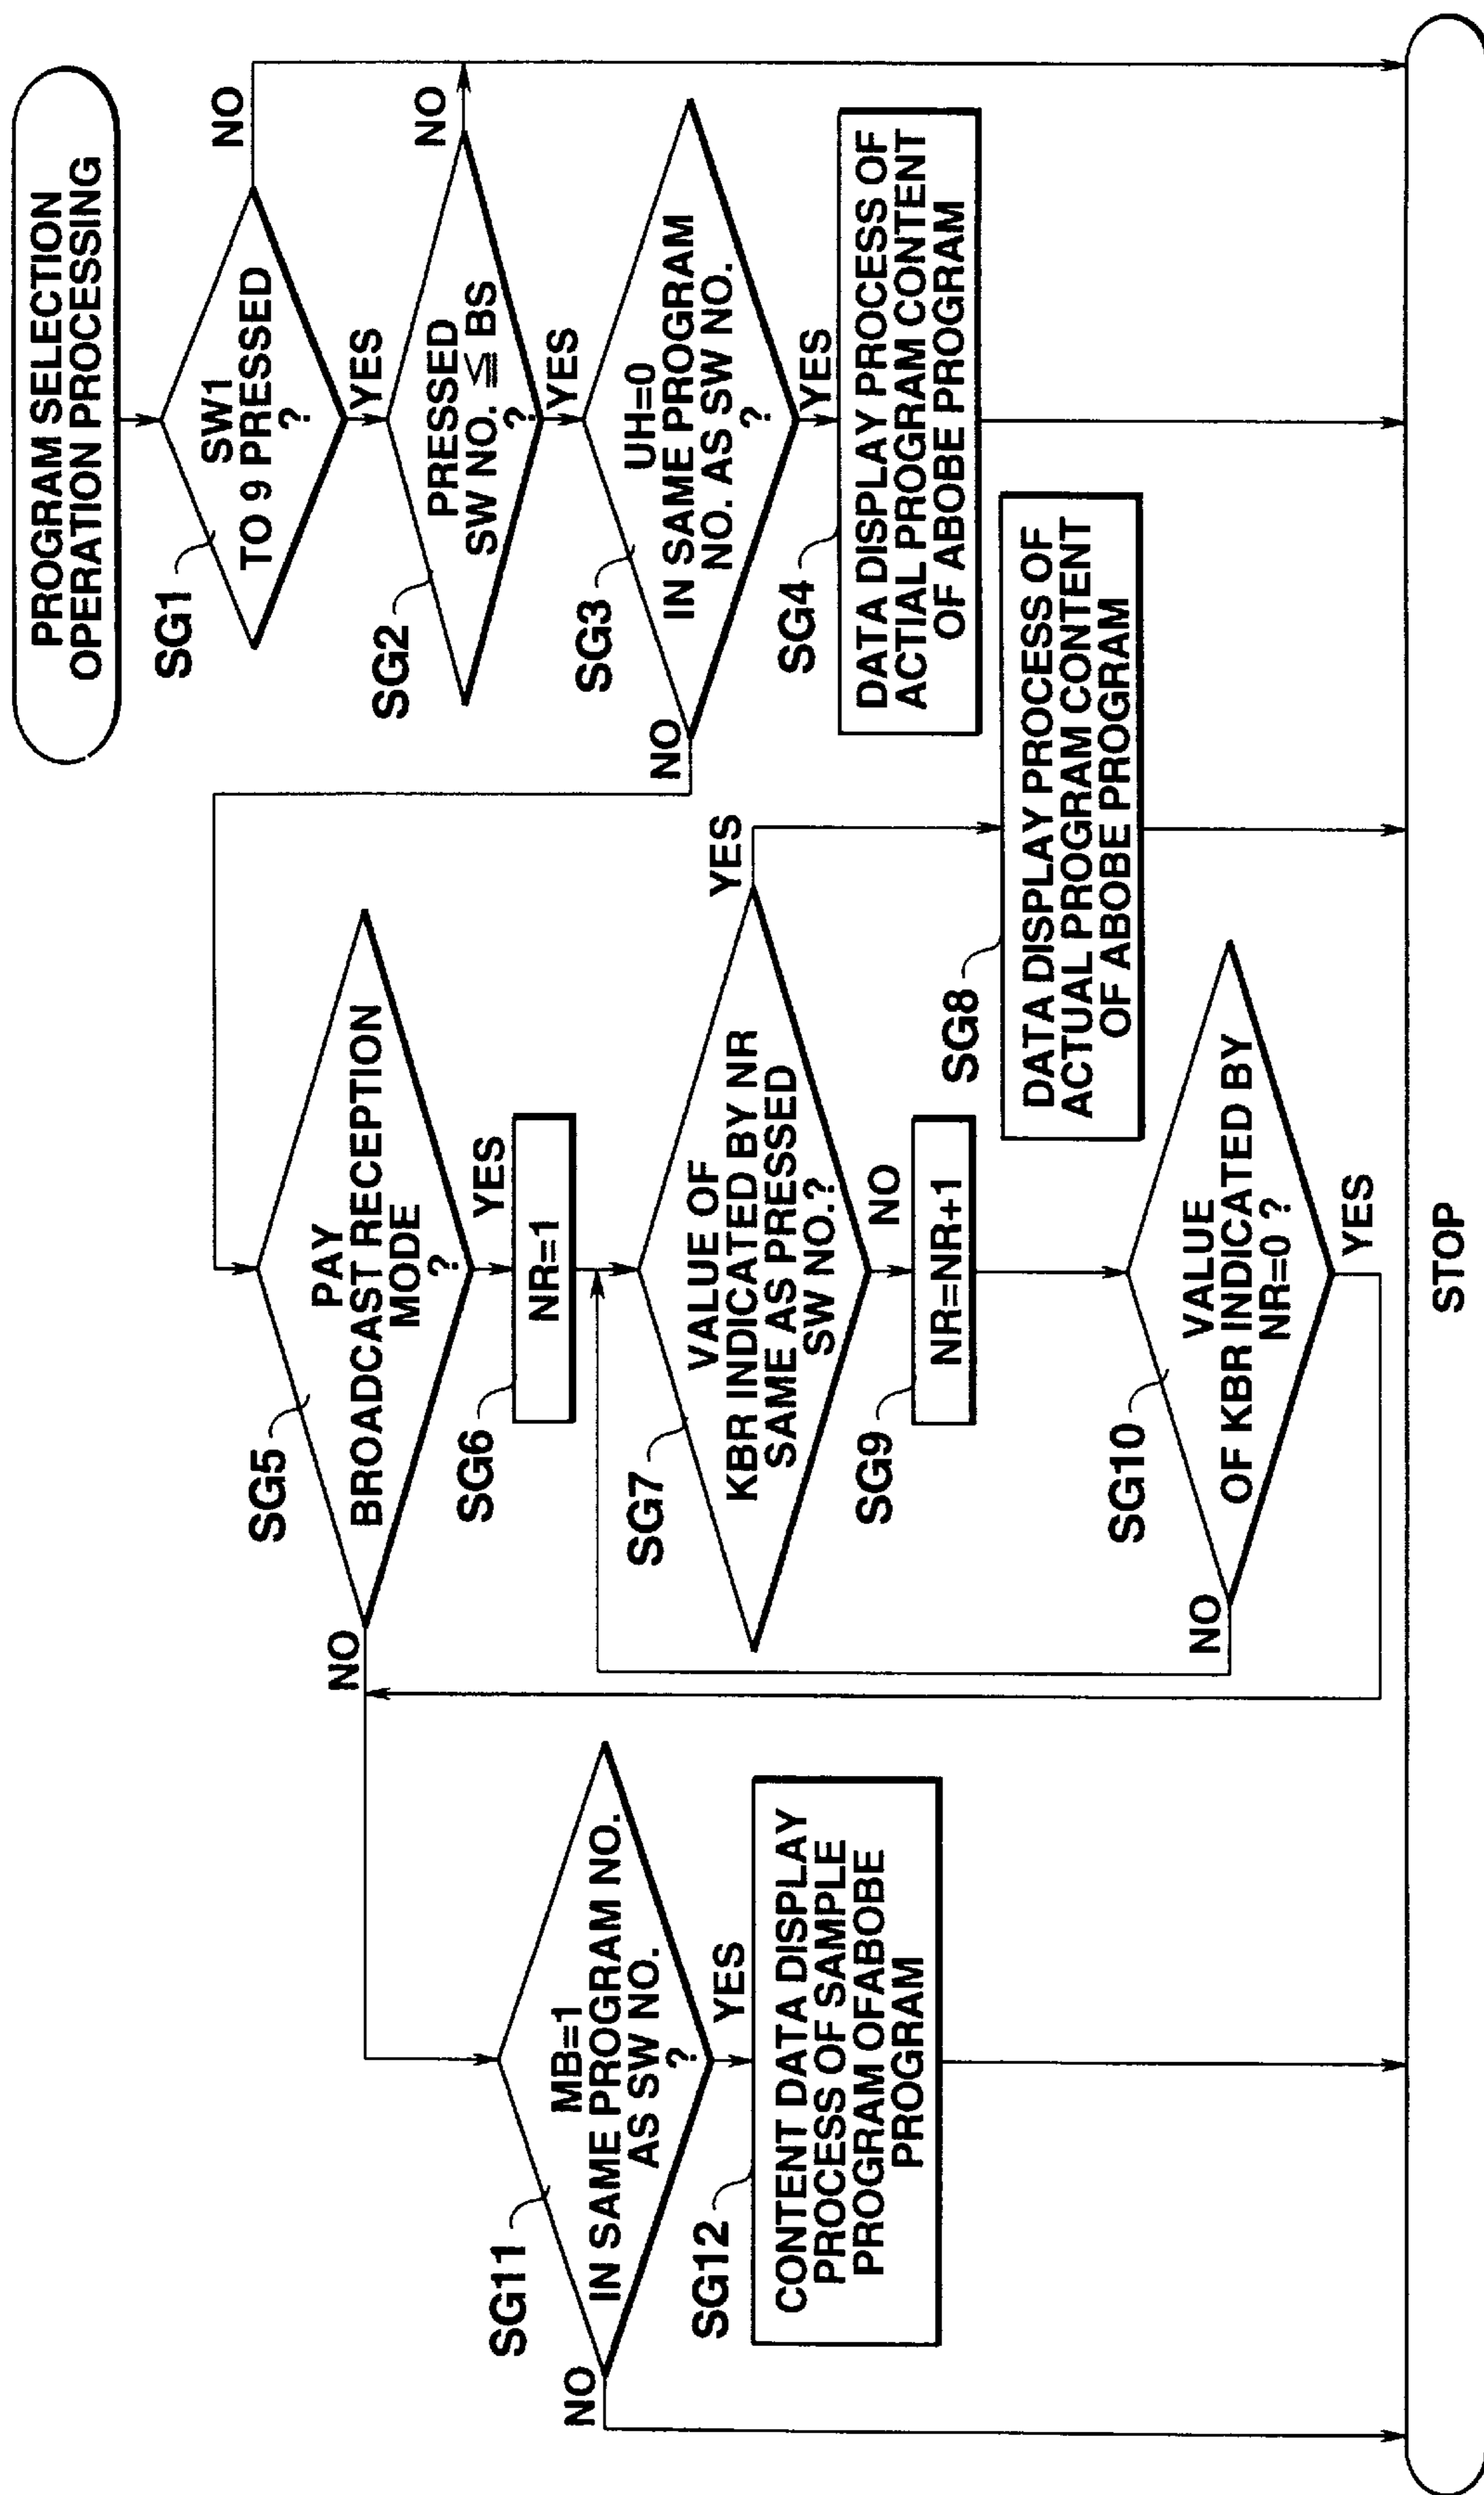 PROGRAM SELECTION
OPERATION PROCESSING
SG1
SW1
TO 9 PRESSED
?
NO
YES
SG2
PRESSED
SW NO. ≦ BS
?
NO
YES
SG3
UH=0
IN SAME PROGRAM
NO. AS SW NO.
?
NO
YES
SG4
DATA DISPLAY PROCESS OF
ACTIAL PROGRAM CONTENT
OF ABOBE PROGRAM
SG5
PAY
BROADCAST RECEPTION
MODE
?
NO
YES
SG6
NR=1
SG7
VALUE OF
KBR INDICATED BY NR
SAME AS PRESSED
SW NO.?
YES
NO
SG8
DATA DISPLAY PROCESS OF
ACTUAL PROGRAM CONTENT
OF ABOBE PROGRAM
SG9
NR=NR+1
SG10
VALUE
OF KBR INDICATED BY
NR=0 ?
NO
YES
SG11
MB=1
IN SAME PROGRAM NO.
AS SW NO.
?
NO
YES
SG12
CONTENT DATA DISPLAY
PROCESS OF SAMPLE
PROGRAM OFABOBE
PROGRAM
STOP